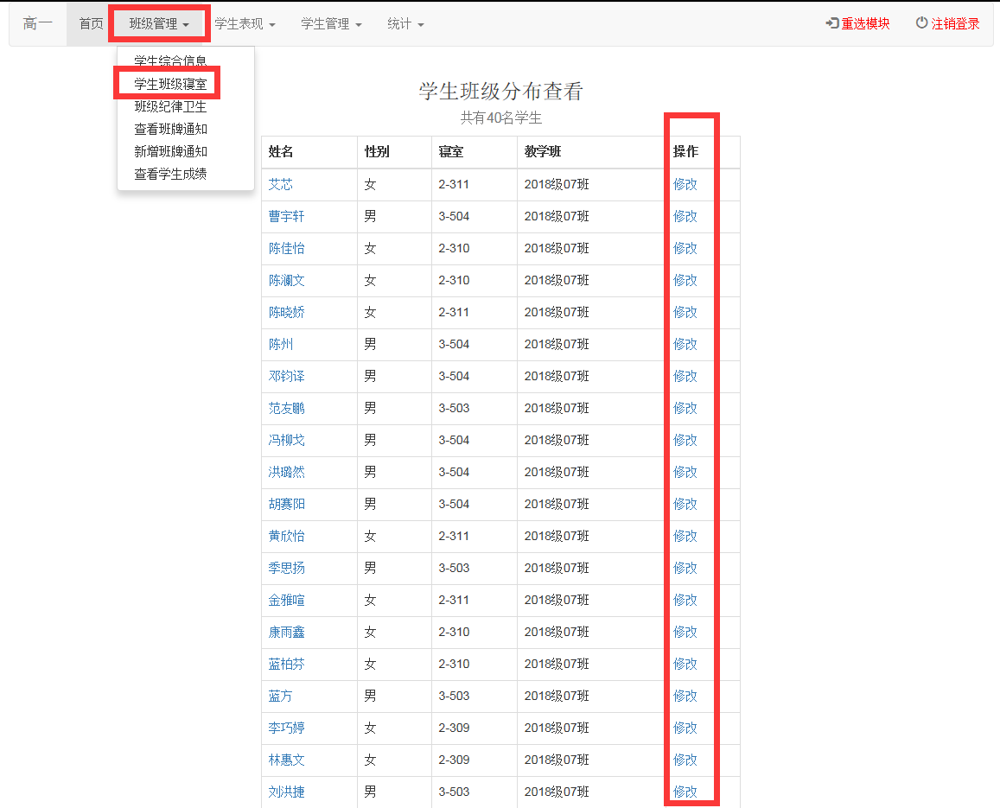 高一 首页 班级管理 学生表现 学生管理 统计 重选模块 注销登录
学生综合信息
学生班级寝室
班级纪律卫生
查看班牌通知
新增班牌通知
查看学生成绩
学生班级分布查看
共有40名学生
姓名 性别 寝室 教学班 操作
艾芯 女 2-311 2018级07班 修改
曹宇轩 男 3-504 2018级07班 修改
陈佳怡 女 2-310 2018级07班 修改
陈澜文 女 2-310 2018级07班 修改
陈晓娇 女 2-311 2018级07班 修改
陈州 男 3-504 2018级07班 修改
邓钧译 男 3-504 2018级07班 修改
范友鹏 男 3-503 2018级07班 修改
冯柳戈 男 3-504 2018级07班 修改
洪璐然 男 3-504 2018级07班 修改
胡赛阳 男 3-504 2018级07班 修改
黄欣怡 女 2-311 2018级07班 修改
季思扬 男 3-503 2018级07班 修改
金雅喧 女 2-311 2018级07班 修改
康雨鑫 女 2-310 2018级07班 修改
蓝柏芬 女 2-310 2018级07班 修改
蓝方 男 3-503 2018级07班 修改
李巧婷 女 2-309 2018级07班 修改
林惠文 女 2-309 2018级07班 修改
刘洪捷 男 3-503 2018级07班 修改